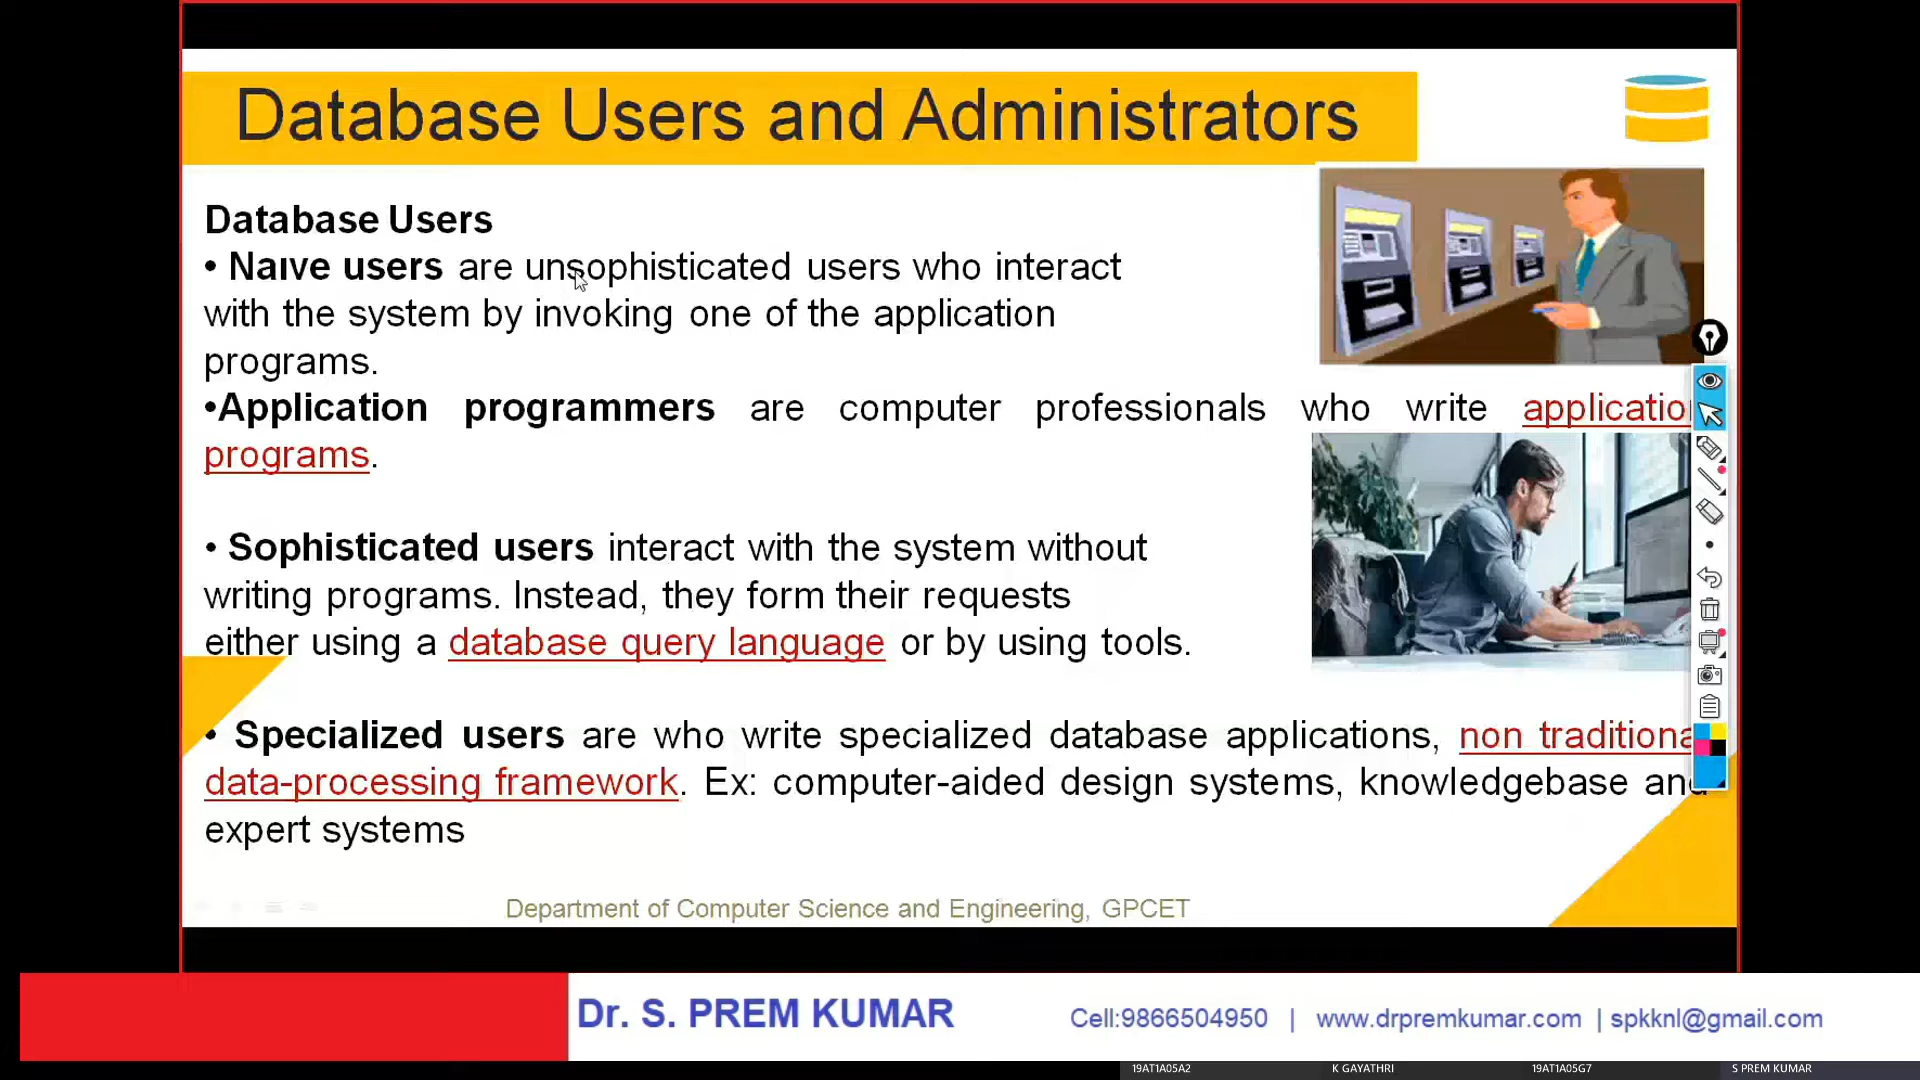 Database Users and Administrators
Database Users
• Naıve users are unsophisticated users who interact
with the system by invoking one of the application
programs.
•Application programmers are computer professionals who write application
programs.
• Sophisticated users interact with the system without
writing programs. Instead, they form their requests
either using a database query language or by using tools.
• Specialized users are who write specialized database applications, non traditiona
data-processing framework. Ex: computer-aided design systems, knowledgebase and
expert systems
Department of Computer Science and Engineering, GPCET
Dr. S. PREM KUMAR
Cell:9866504950 | www.drpremkumar.com | spkknl@gmail.com
19AT1A05A2 K GAYATHRI 19AT1A05G7 S PREM KUMAR